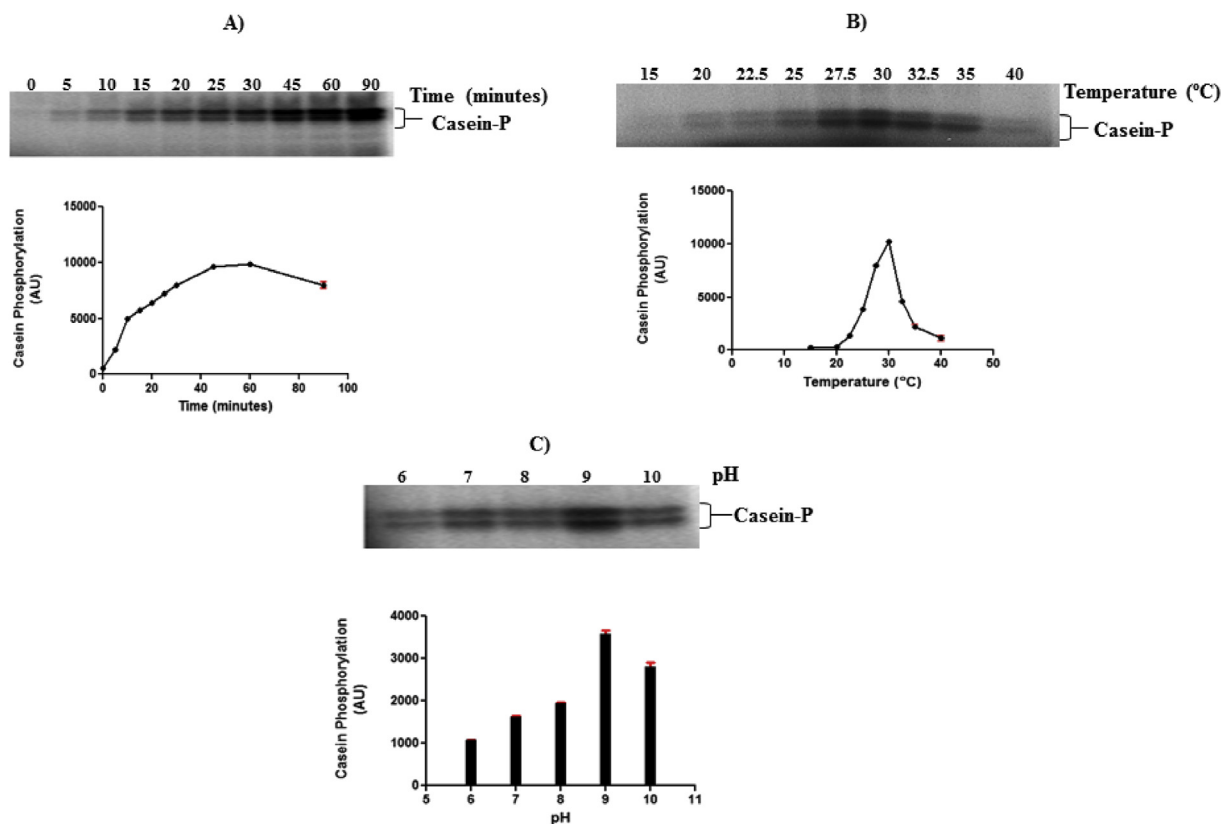 A)
0 5 10 15 20 25 30 45 60 90
Time (minutes)
Casein-P
Casein Phosphorylation
(AU)
15000
10000
5000
0
0 20 40 60 80 100
Time (minutes)
B)
15 20 22.5 25 27.5 30 32.5 35 40
Temperature (ºC)
Casein-P
Casein Phosphorylation
(AU)
15000
10000
5000
0
0 10 20 30 40 50
Temperature (°C)
C)
6 7 8 9 10 pH
Casein-P
Casein Phosphorylation
(AU)
4000
3000
2000
1000
0
5 6 7 8 9 10 11
pH